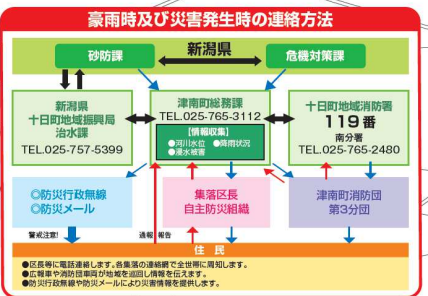 豪雨時及び災害発生時の連絡方法
新潟県
砂防課
危機対策課
新潟県
十日町地域振興局
治水課
TEL.025-757-5399
津南町総務課
TEL.025-765-3112
【情報収集】
●河川水位 ●降雨状況
●浸水被害
十日町地域消防署
119番
南分署
TEL.025-765-2480
◎防災行政無線
◎防災メール
集落区長
自主防災組織
津南町消防団
第3分団
警戒注意!
通報
報告
住民
●区長等に電話連絡します。各集落の連絡網で全世帯に周知します。
●広報車や消防団車両が地域を巡回し情報を伝えます。
●防災行政無線や防災メールにより災害情報を提供します。